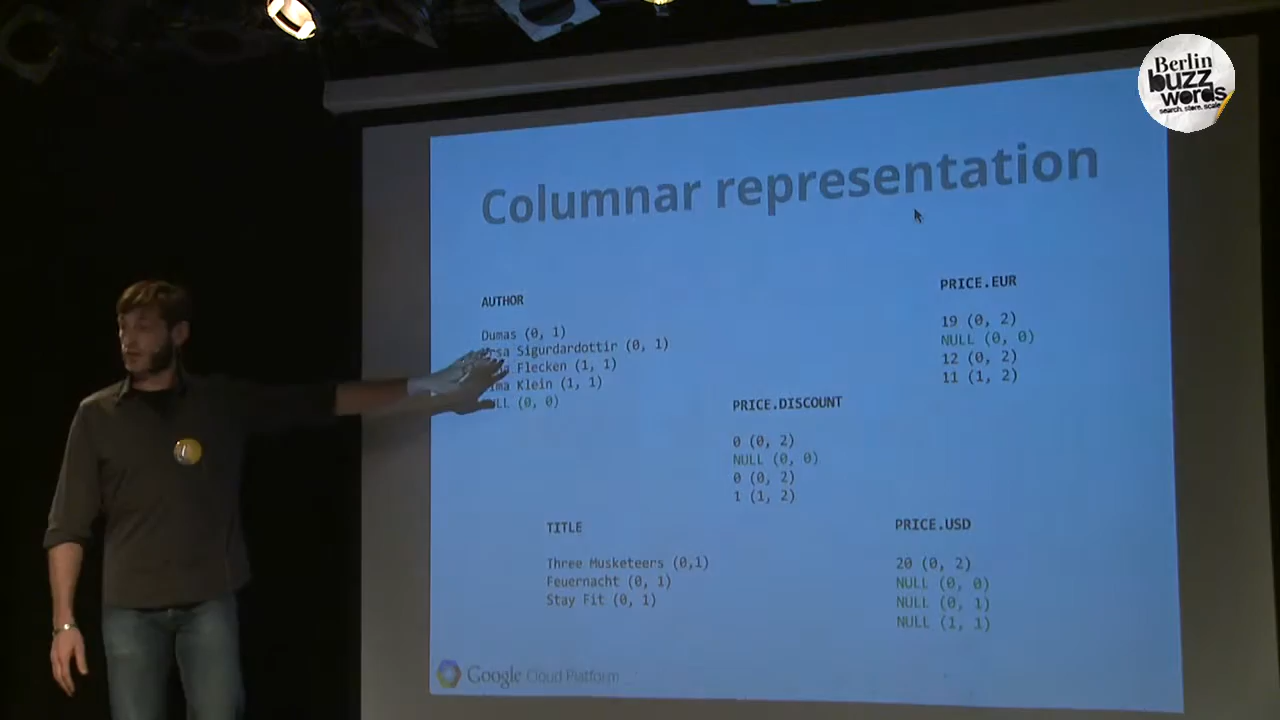 Berlin
buzz
words
search. store. scale.
Columnar representation
AUTHOR
Dumas (0, 1)
Sigurdardottir (0, 1)
Flecken (1, 1)
Klein (1, 1)
(0, 0)
PRICE.EUR
19 (0, 2)
NULL (0, 0)
12 (0, 2)
11 (1, 2)
PRICE.DISCOUNT
0 (0, 2)
NULL (0, 0)
0 (0, 2)
1 (1, 2)
TITLE
Three Musketeers (0,1)
Feuernacht (0, 1)
Stay Fit (0, 1)
PRICE.USD
20 (0, 2)
NULL (0, 0)
NULL (0, 1)
NULL (1, 1)
Google Cloud Platform